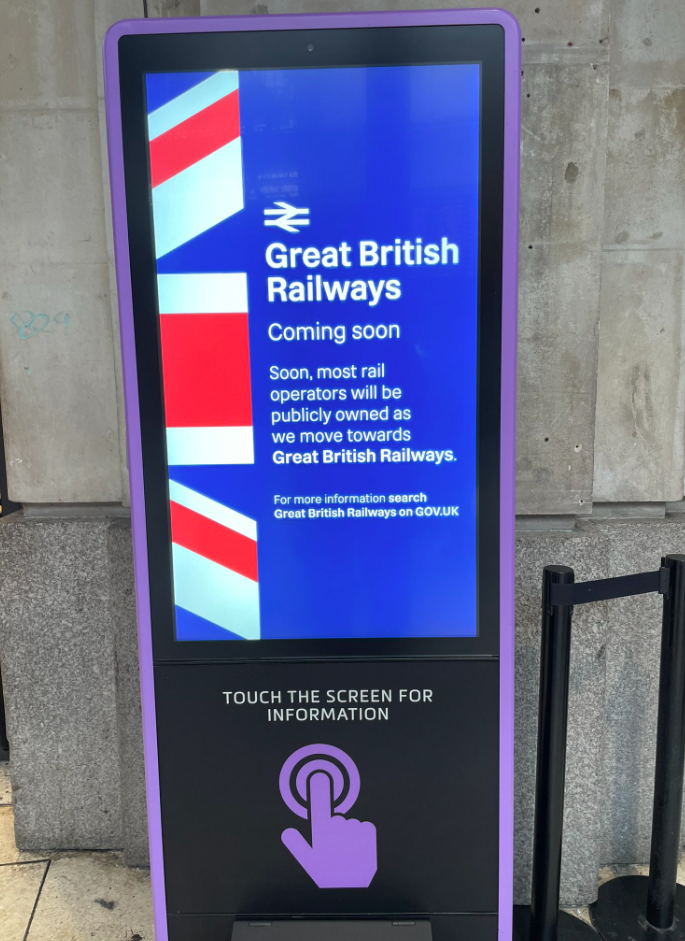 Great British
Railways
Coming soon
Soon, most rail
operators will be
publicly owned as
we move towards
Great British Railways.
For more information search
Great British Railways on GOV.UK
TOUCH THE SCREEN FOR
INFORMATION